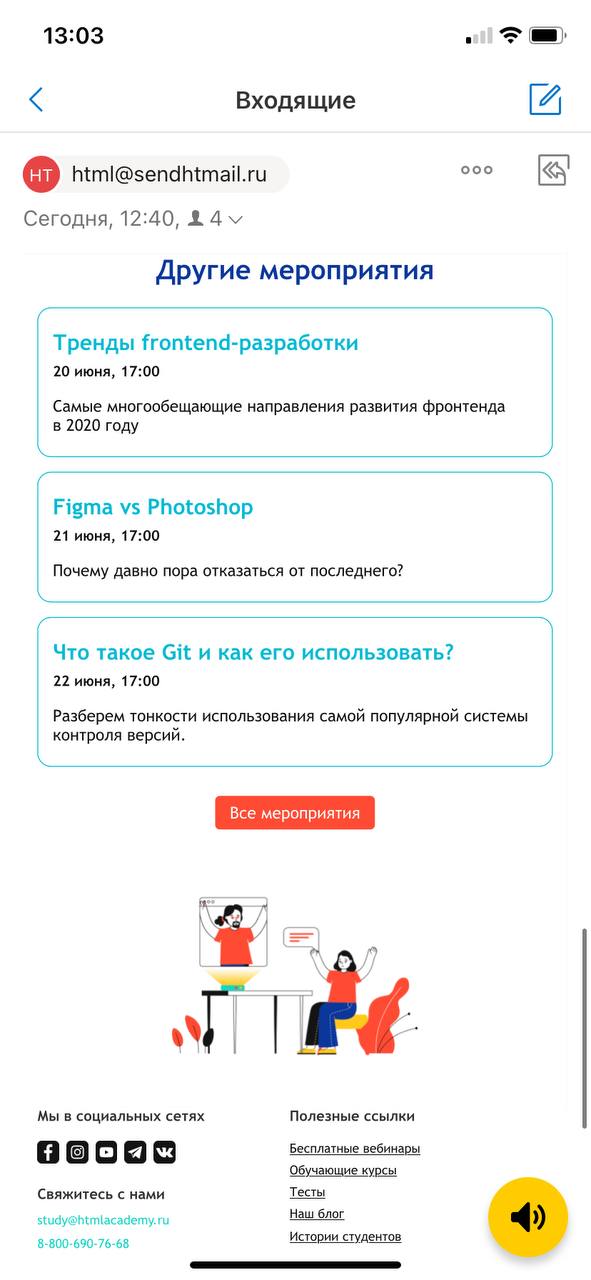 13:03
Входящие
НТ html@sendhtmail.ru
Сегодня, 12:40, 4
Другие мероприятия
Тренды frontend-разработки
20 июня, 17:00
Самые многообещающие направления развития фронтенда
в 2020 году
Figma vs Photoshop
21 июня, 17:00
Почему давно пора отказаться от последнего?
Что такое Git и как его использовать?
22 июня, 17:00
Разберем тонкости использования самой популярной системы
контроля версий.
Все мероприятия
Мы в социальных сетях
Свяжитесь с нами
study@htmlacademy.ru
8-800-690-76-68
Полезные ссылки
Бесплатные вебинары
Обучающие курсы
Тесты
Наш блог
Истории студентов